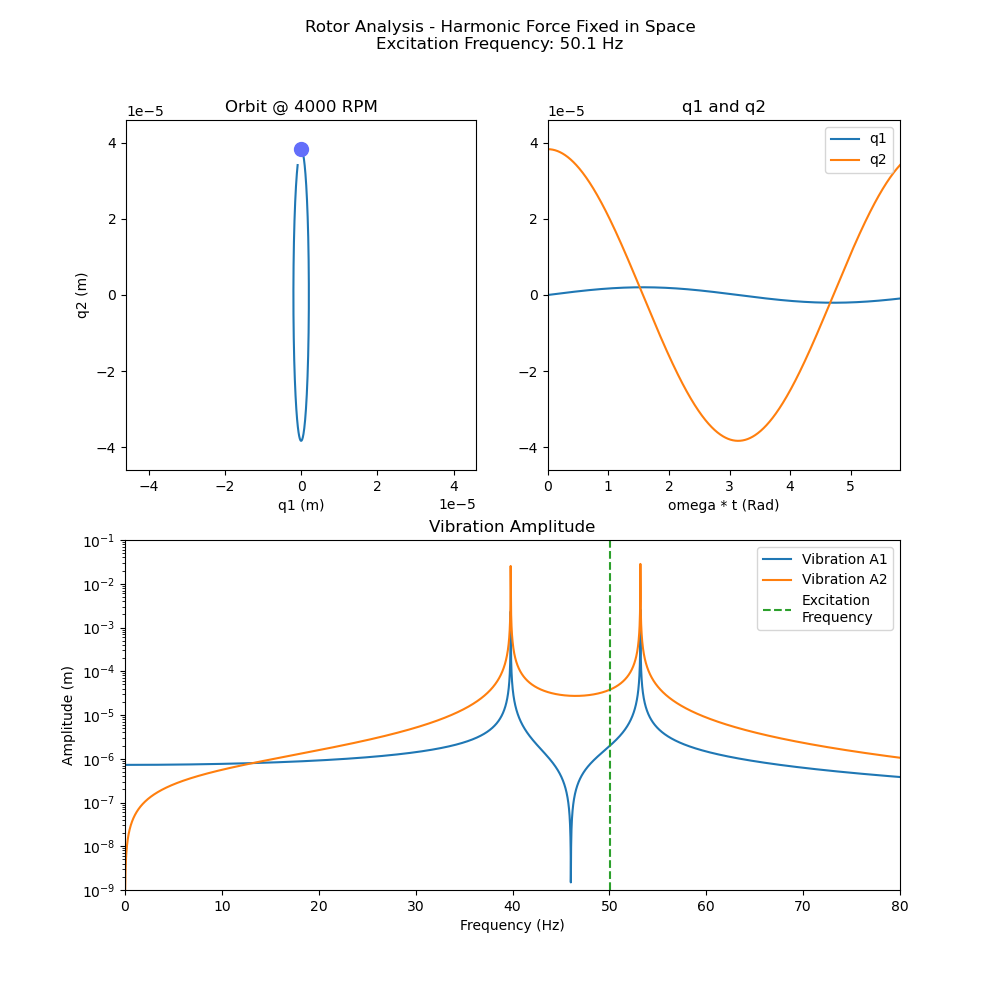 Rotor Analysis - Harmonic Force Fixed in Space
Excitation Frequency: 50.1 Hz
Orbit @ 4000 RPM
1e−5
4
2
0
−2
−4
q2 (m)
−4
−2
0
2
4
1e−5
q1 (m)
q1 and q2
1e−5
4
2
0
−2
−4
q1
q2
0
1
2
3
4
5
omega * t (Rad)
Vibration Amplitude
10⁻¹
10⁻²
10⁻³
10⁻⁴
10⁻⁵
10⁻⁶
10⁻⁷
10⁻⁸
10⁻⁹
Amplitude (m)
Vibration A1
Vibration A2
Excitation
Frequency
0
10
20
30
40
50
60
70
80
Frequency (Hz)